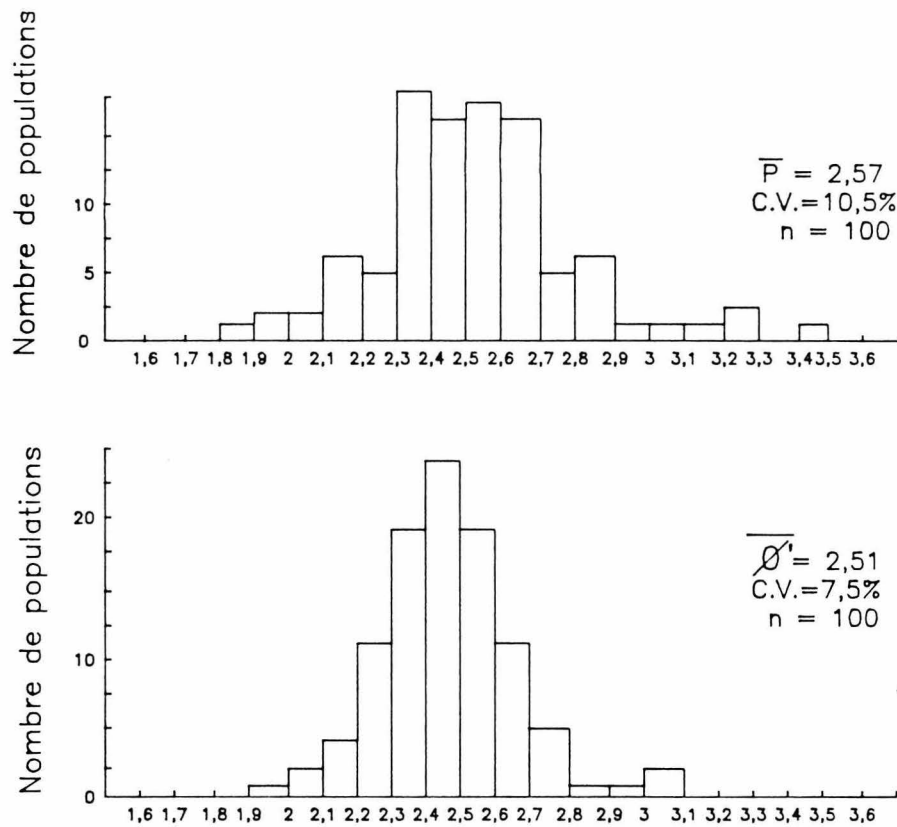 Nombre de populations
10
5
0
P = 2,57
C.V.=10,5%
n = 100
1,6 1,7 1,8 1,9 2 2,1 2,2 2,3 2,4 2,5 2,6 2,7 2,8 2,9 3 3,1 3,2 3,3 3,4 3,5 3,6
Nombre de populations
20
10
0
Ø' = 2,51
C.V.=7,5%
n = 100
1,6 1,7 1,8 1,9 2 2,1 2,2 2,3 2,4 2,5 2,6 2,7 2,8 2,9 3 3,1 3,2 3,3 3,4 3,5 3,6